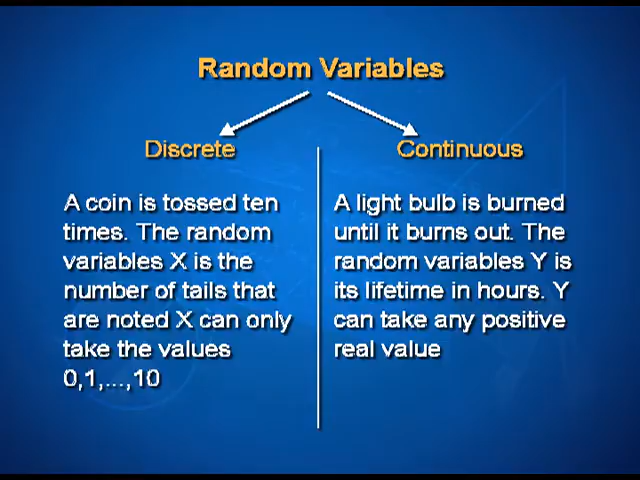 Random Variables
Discrete
Continuous
A coin is tossed ten
times. The random
variables X is the
number of tails that
are noted X can only
take the values
0,1,...,10
A light bulb is burned
until it burns out. The
random variables Y is
its lifetime in hours. Y
can take any positive
real value